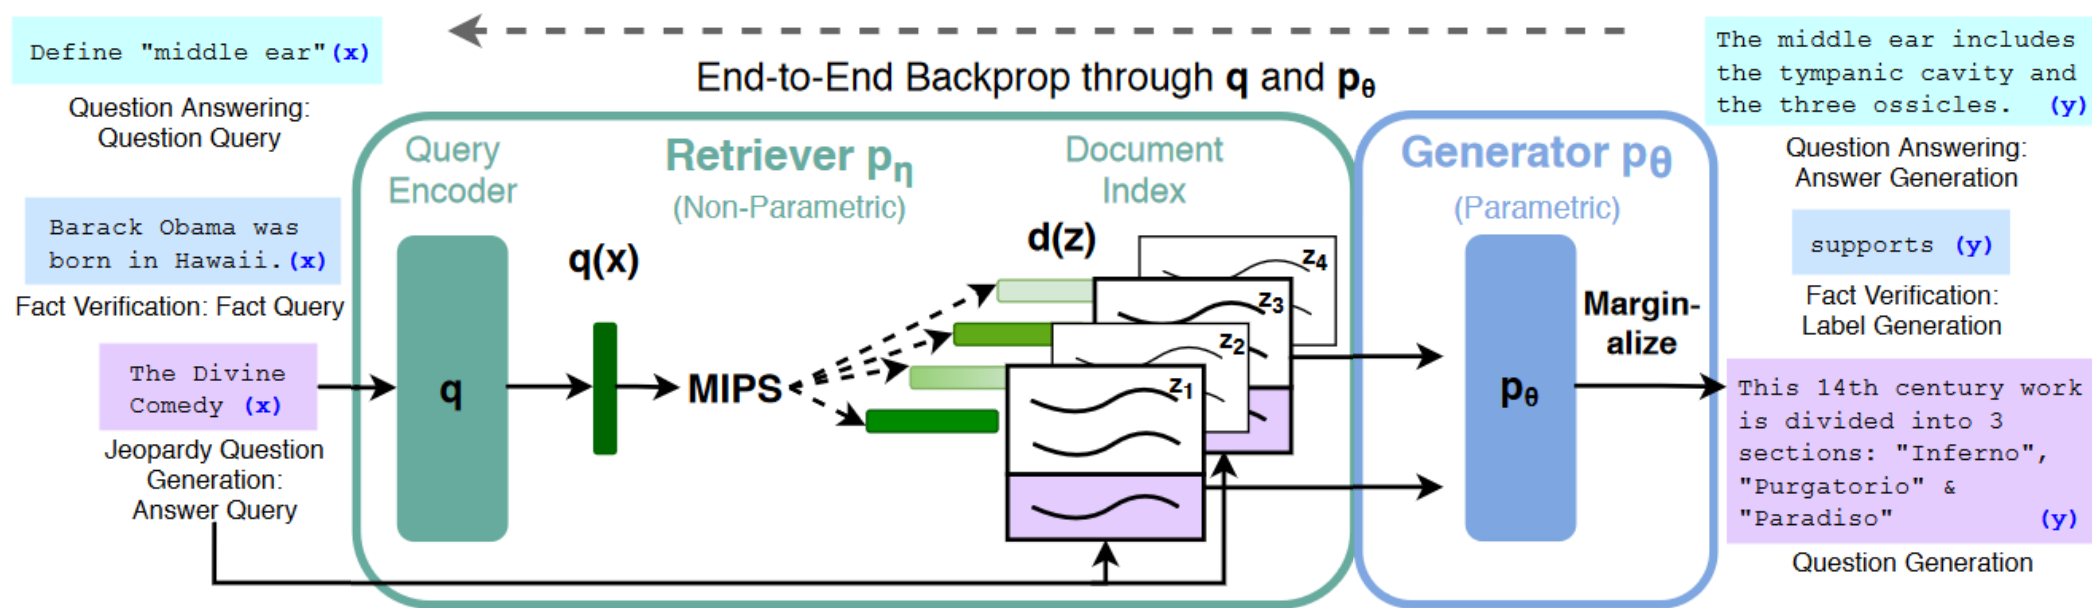 Define "middle ear" (x)
Question Answering:
Question Query
Barack Obama was
born in Hawaii. (x)
Fact Verification: Fact Query
The Divine
Comedy (x)
Jeopardy Question
Generation:
Answer Query
End-to-End Backprop through q and pθ
Query
Encoder
Retriever pη
(Non-Parametric)
Document
Index
q
q(x)
MIPS
d(z)
z4
z3
z2
z1
Generator pθ
(Parametric)
pθ
Margin-
alize
The middle ear includes
the tympanic cavity and
the three ossicles. (y)
Question Answering:
Answer Generation
supports (y)
Fact Verification:
Label Generation
This 14th century work
is divided into 3
sections: "Inferno",
"Purgatorio" &
"Paradiso" (y)
Question Generation